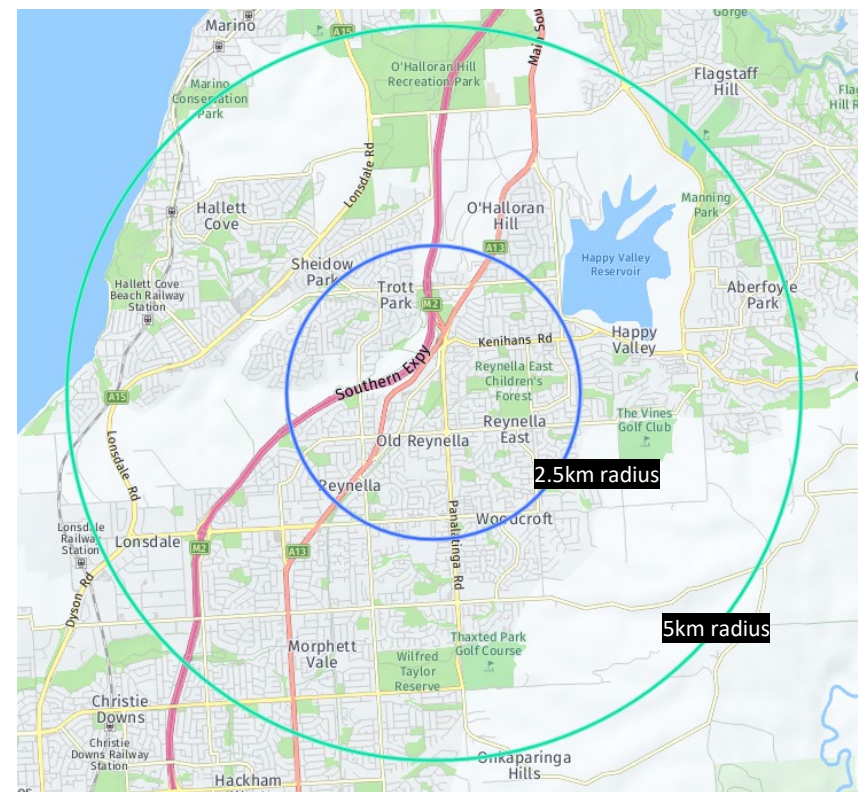 Gorge
Marino
A15
Main Sou
O'Halloran Hill
Recreation Park
Flagstaff
Hill
Marino
Conservation
Park
Flag
Hill R
Lonsdale Rd
Manning
Park
Hallett
Cove
O'Halloran
Hill
A13
Happy Valley
Reservoir
Sheidow
Park
Hallett Cove
Beach Railway
Station
Trott
Park
M2
Aberfoyle
Park
Kenihans Rd
Happy
Valley
Southern Expy
Reynella East
Children's
Forest
A15
The Vines
Golf Club
Reynella
East
Old Reynella
Lonsdale Rd
2.5km radius
Reynella
Panalatinga Rd
Woodcroft
Lonsdale
Railway
Station
Lonsdale
M2
A13
Dyson Rd
5km radius
Thaxted Park
Golf Course
Morphett
Vale
Wilfred
Taylor
Reserve
Christie
Downs
Christie
Downs Railway
Station
Onkaparinga
Hills
Hackham